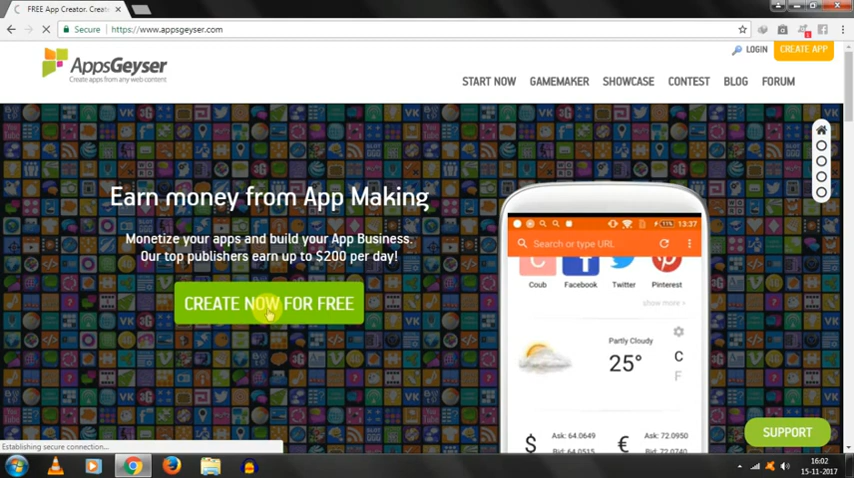 FREE App Creator. Creat
Secure
https://www.appsgeyser.com
AppsGeyser
Create apps from any web content
LOGIN
CREATE APP
START NOW
GAMEMAKER
SHOWCASE
CONTEST
BLOG
FORUM
Earn money from App Making
Monetize your apps and build your App Business.
Our top publishers earn up to $200 per day!
CREATE NOW FOR FREE
11% 13:37
Search or type URL
Coub
Facebook
Twitter
Pinterest
show more
Partly Cloudy
25°
C
F
$
Ask: 64.0649
Bid: 64.0515
€
Ask: 72.0950
SUPPORT
Establishing secure connection...
16:02
15-11-2017